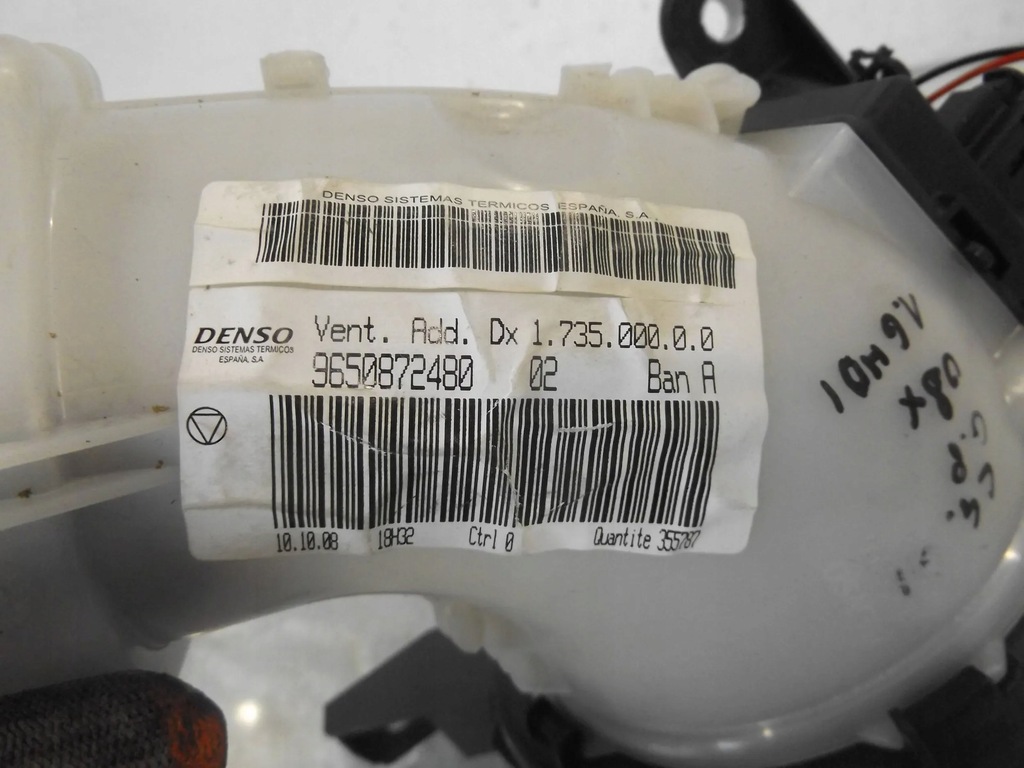 DENSO SISTEMAS TERMICOS ESPAÑA, S.A.
DENSO
DENSO SISTEMAS TERMICOS
ESPAÑA, S.A
Vent. Add. Dx 1.735.000.0.0
9650872480 02 Ban A
10.10.08 18H32 Ctrl 0 Quantite 355787